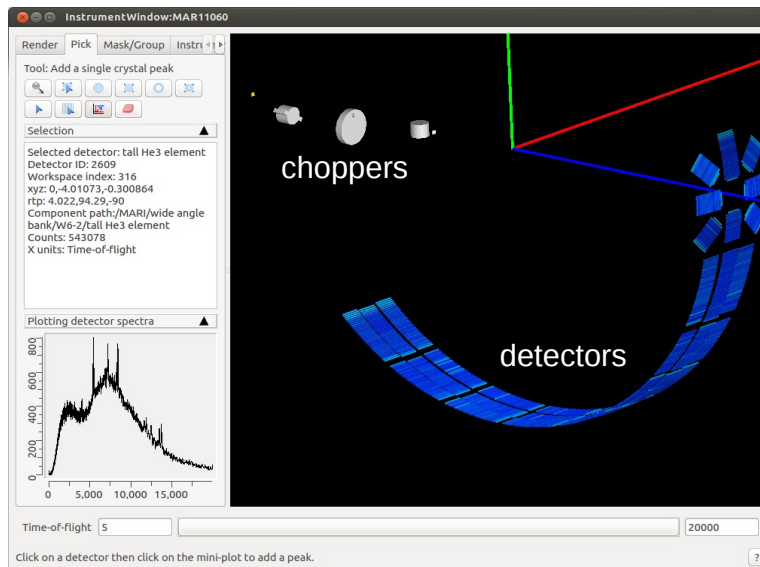 InstrumentWindow:MAR11060
Render Pick Mask/Group
Tool: Add a single crystal peak
Selection
Selected detector: tall He3 element
Detector ID: 2609
Workspace index: 316
xyz: 0,-4.01073,-0.300864
rtp: 4.022,94.29,-90
Component path:/MARI/wide angle
bank/W6-2/tall He3 element
Counts: 543078
X units: Time-of-flight
Plotting detector spectra
800
600
400
200
0
0 5,000 10,000 15,000
choppers
detectors
Time-of-flight 5 20000
Click on a detector then click on the mini-plot to add a peak.
?